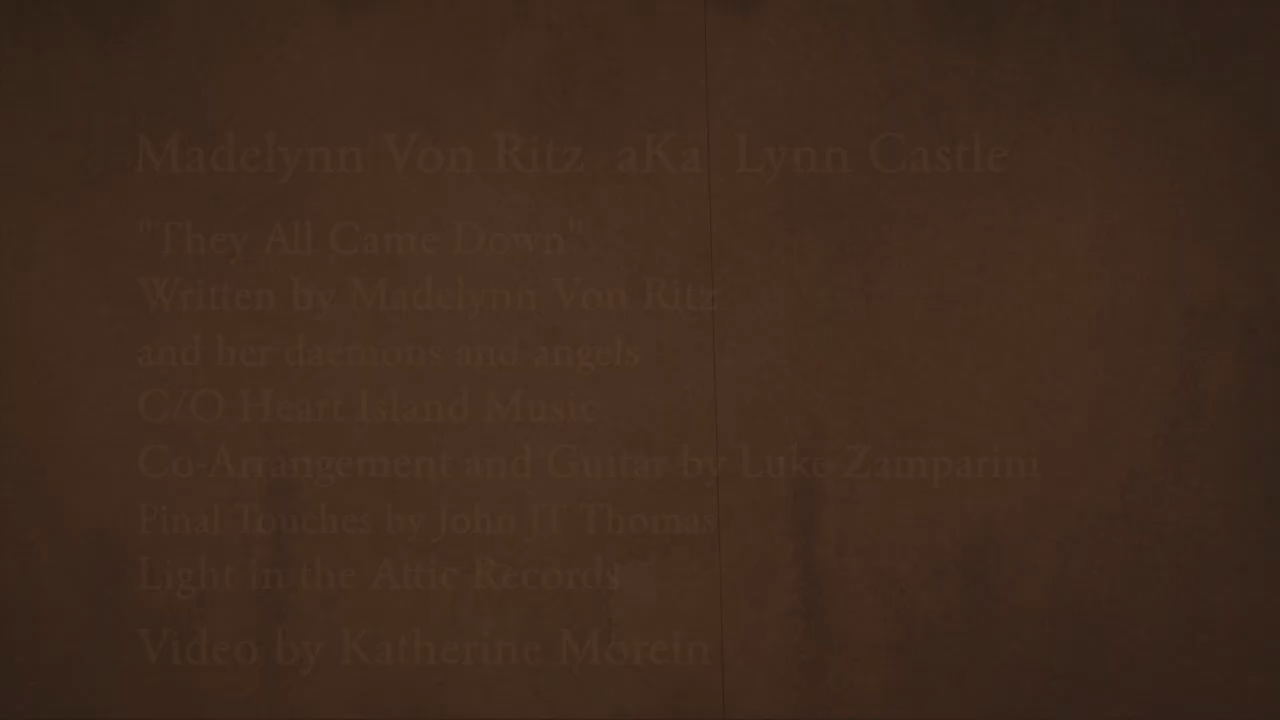 Madelynn Von Ritz aKa Lynn Castle
"They All Came Down"
Written by Madelynn Von Ritz
and her daemons and angels
C/O Heart Island Music
Co-Arrangement and Guitar by Luke Zamparini
Final Touches by John JT Thomas
Light In the Attic Records
Video by Katherine Morein